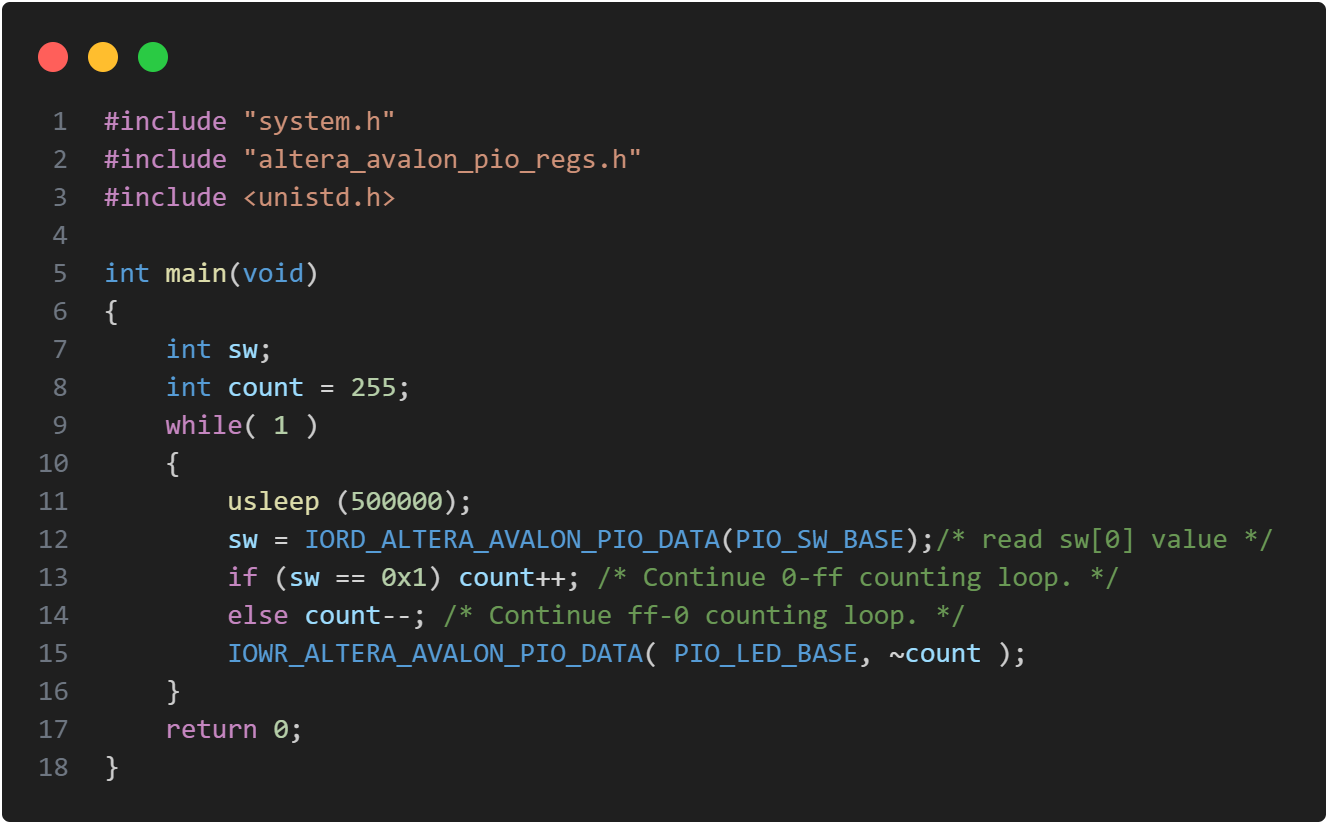 1 #include "system.h"
2 #include "altera_avalon_pio_regs.h"
3 #include <unistd.h>
4
5 int main(void)
6 {
7     int sw;
8     int count = 255;
9     while( 1 )
10     {
11         usleep (500000);
12         sw = IORD_ALTERA_AVALON_PIO_DATA(PIO_SW_BASE);/* read sw[0] value */
13         if (sw == 0x1) count++; /* Continue 0-ff counting loop. */
14         else count--; /* Continue ff-0 counting loop. */
15         IOWR_ALTERA_AVALON_PIO_DATA( PIO_LED_BASE, ~count );
16     }
17     return 0;
18 }